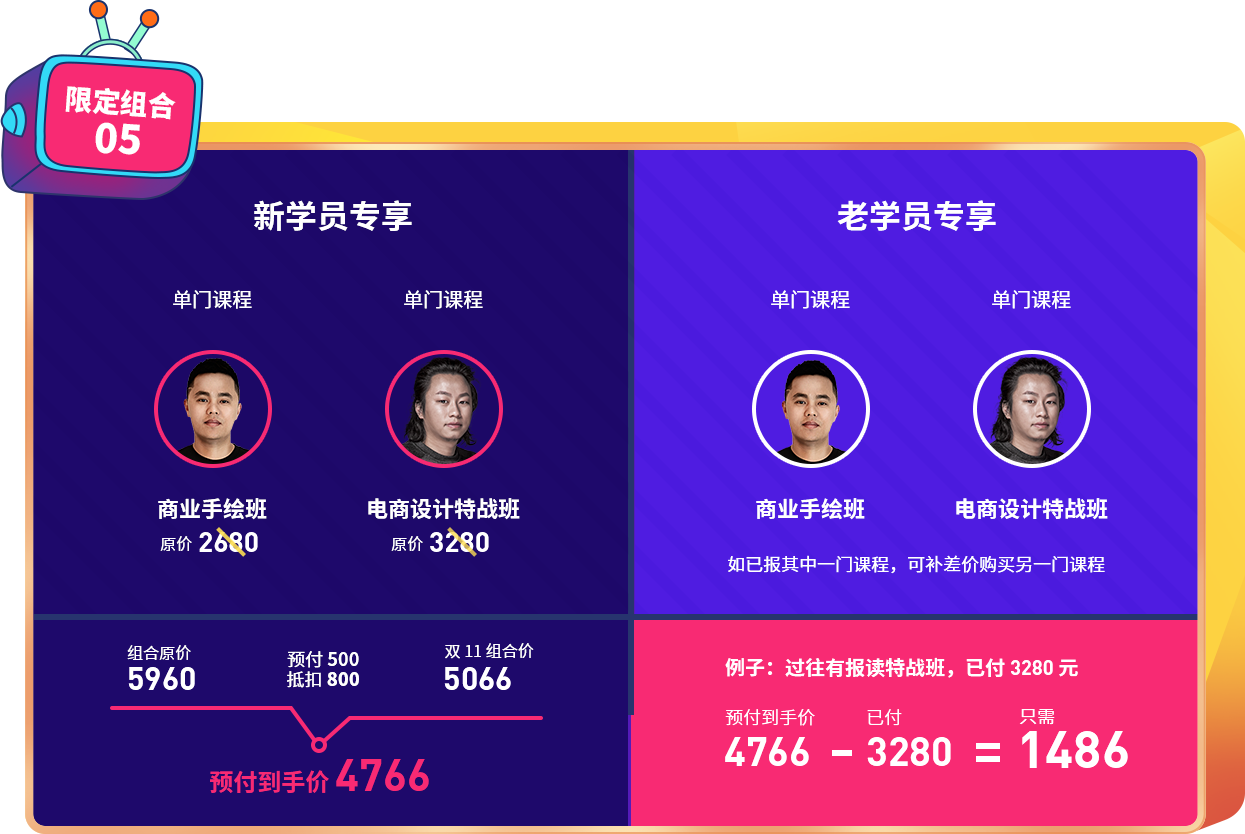 限定组合
05
新学员专享
单门课程
单门课程
商业手绘班
原价 2680
电商设计特战班
原价 3280
组合原价
5960
预付 500
抵扣 800
双 11 组合价
5066
预付到手价 4766
老学员专享
单门课程
单门课程
商业手绘班
电商设计特战班
如已报其中一门课程，可补差价购买另一门课程
例子：过往有报读特战班，已付 3280 元
预付到手价
已付
只需
4766 – 3280 = 1486